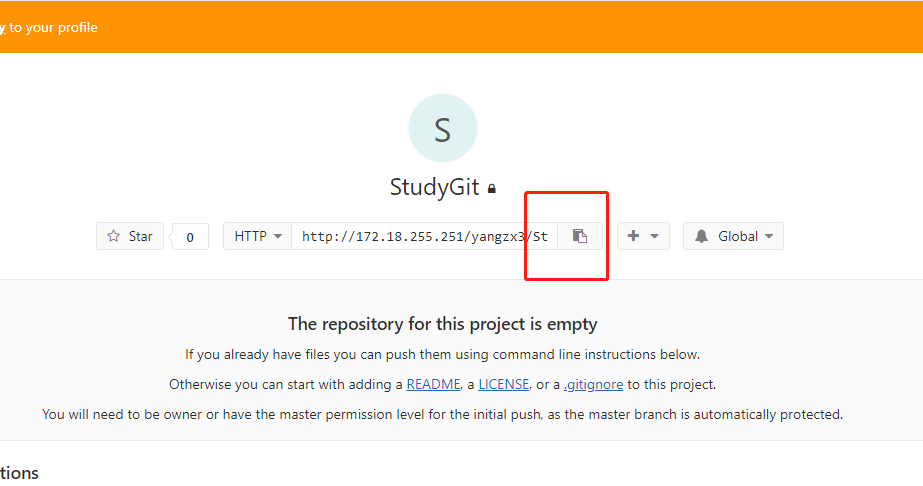 to your profile
S
StudyGit
Star 0 HTTP http://172.18.255.251/yangzx3/St Global
The repository for this project is empty
If you already have files you can push them using command line instructions below.
Otherwise you can start with adding a README, a LICENSE, or a .gitignore to this project.
You will need to be owner or have the master permission level for the initial push, as the master branch is automatically protected.
tions